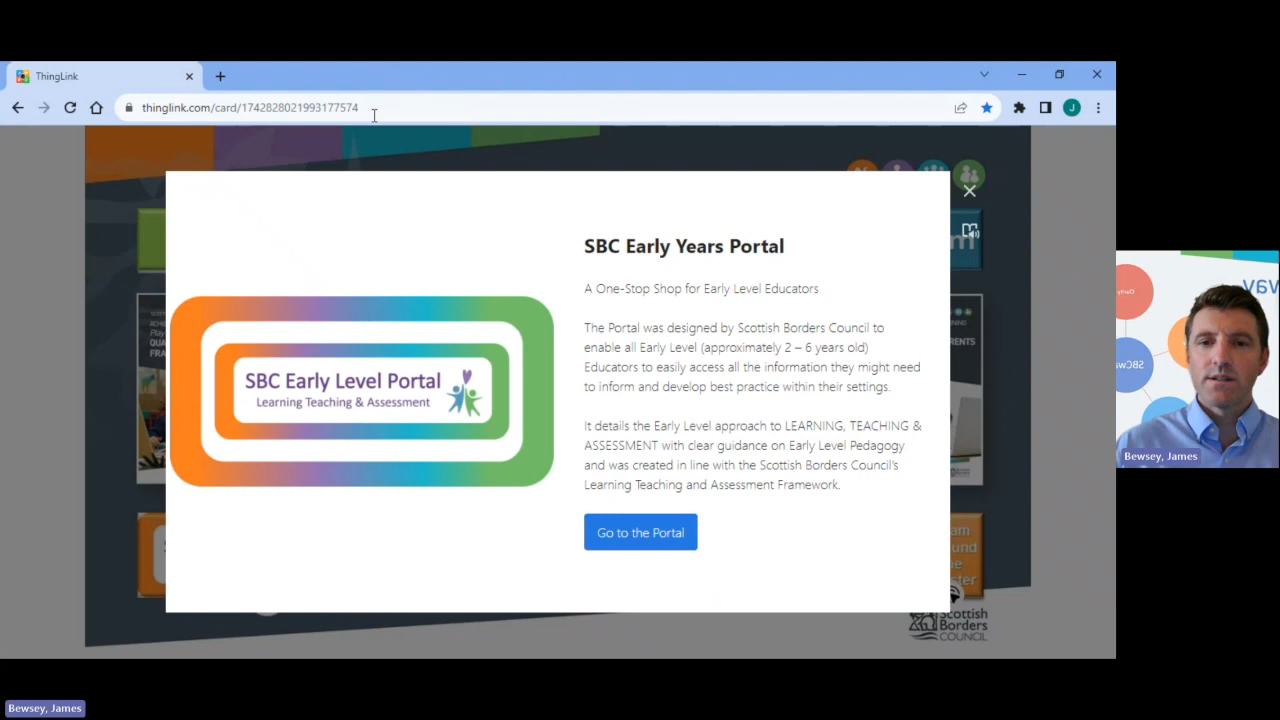 ThingLink
thinglink.com/card/1742828021993177574
J
SBC Early Years Portal
A One-Stop Shop for Early Level Educators
The Portal was designed by Scottish Borders Council to
enable all Early Level (approximately 2 – 6 years old)
Educators to easily access all the information they might need
to inform and develop best practice within their settings.
It details the Early Level approach to LEARNING, TEACHING &
ASSESSMENT with clear guidance on Early Level Pedagogy
and was created in line with the Scottish Borders Council's
Learning Teaching and Assessment Framework.
Go to the Portal
SBC Early Level Portal
Learning Teaching & Assessment
Scottish
Borders
COUNCIL
Bewsey, James
Bewsey, James